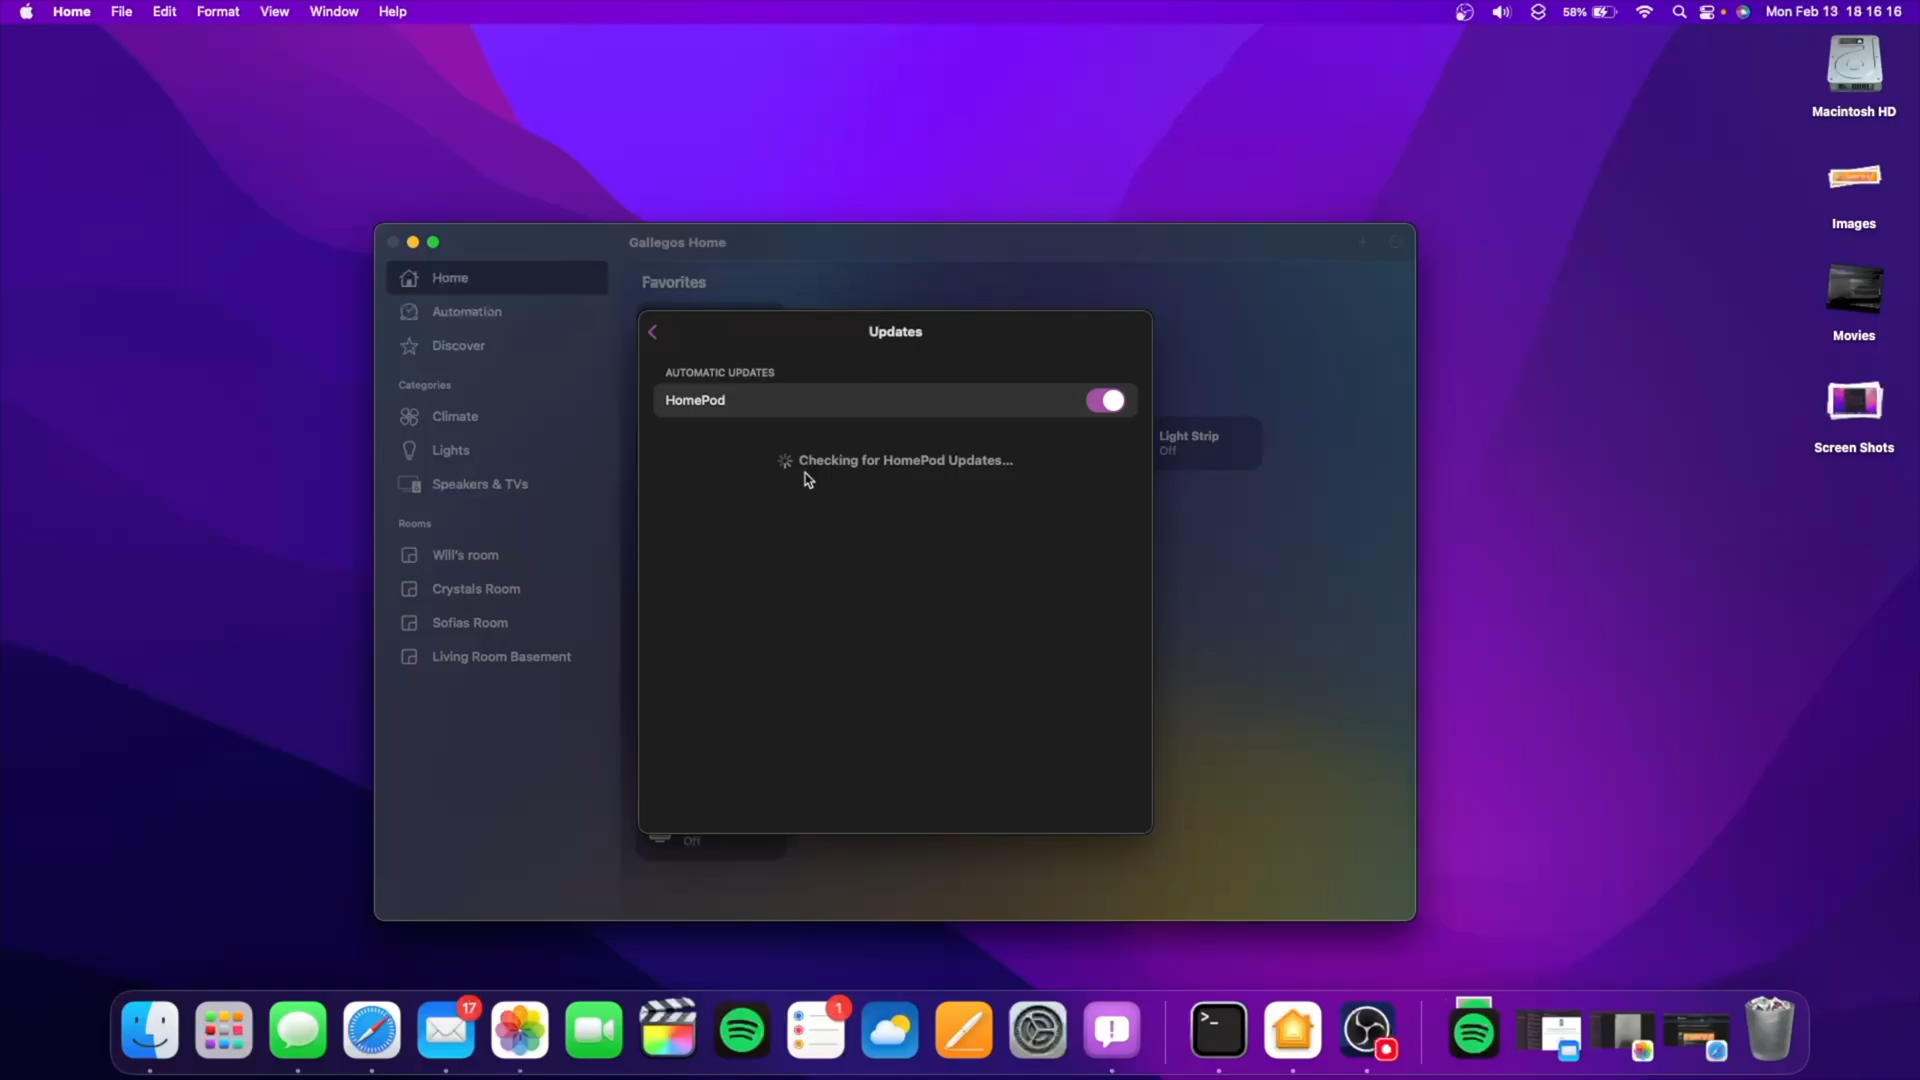 Home File Edit Format View Window Help
58% Mon Feb 13 18 16 16
Macintosh HD
Images
Movies
Screen Shots
Gallegos Home
Home
Automation
Discover
Categories
Climate
Lights
Speakers & TVs
Rooms
Will's room
Crystals Room
Sofias Room
Living Room Basement
Favorites
Updates
AUTOMATIC UPDATES
HomePod
Checking for HomePod Updates...
Light Strip
Off
Off
17
1